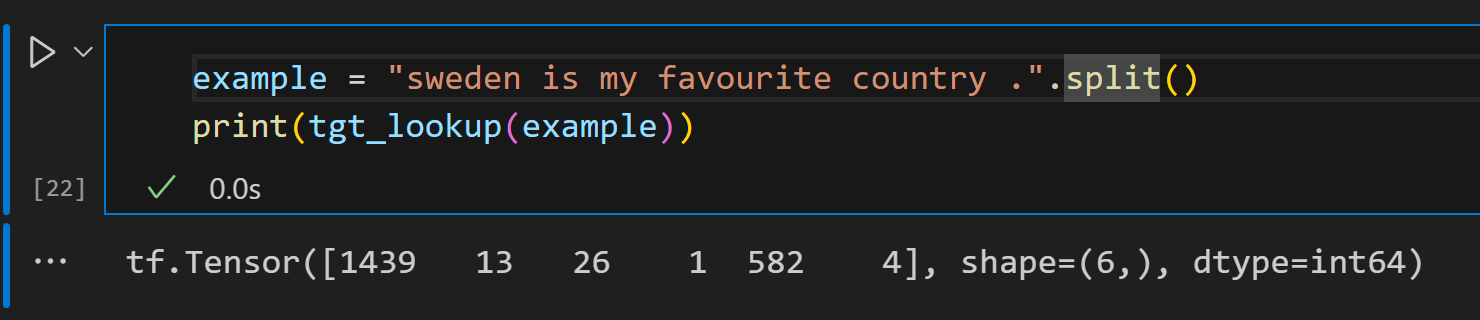 example = "sweden is my favourite country .".split()
print(tgt_lookup(example))
[22] 0.0s
... tf.Tensor([1439   13   26    1  582    4], shape=(6,), dtype=int64)